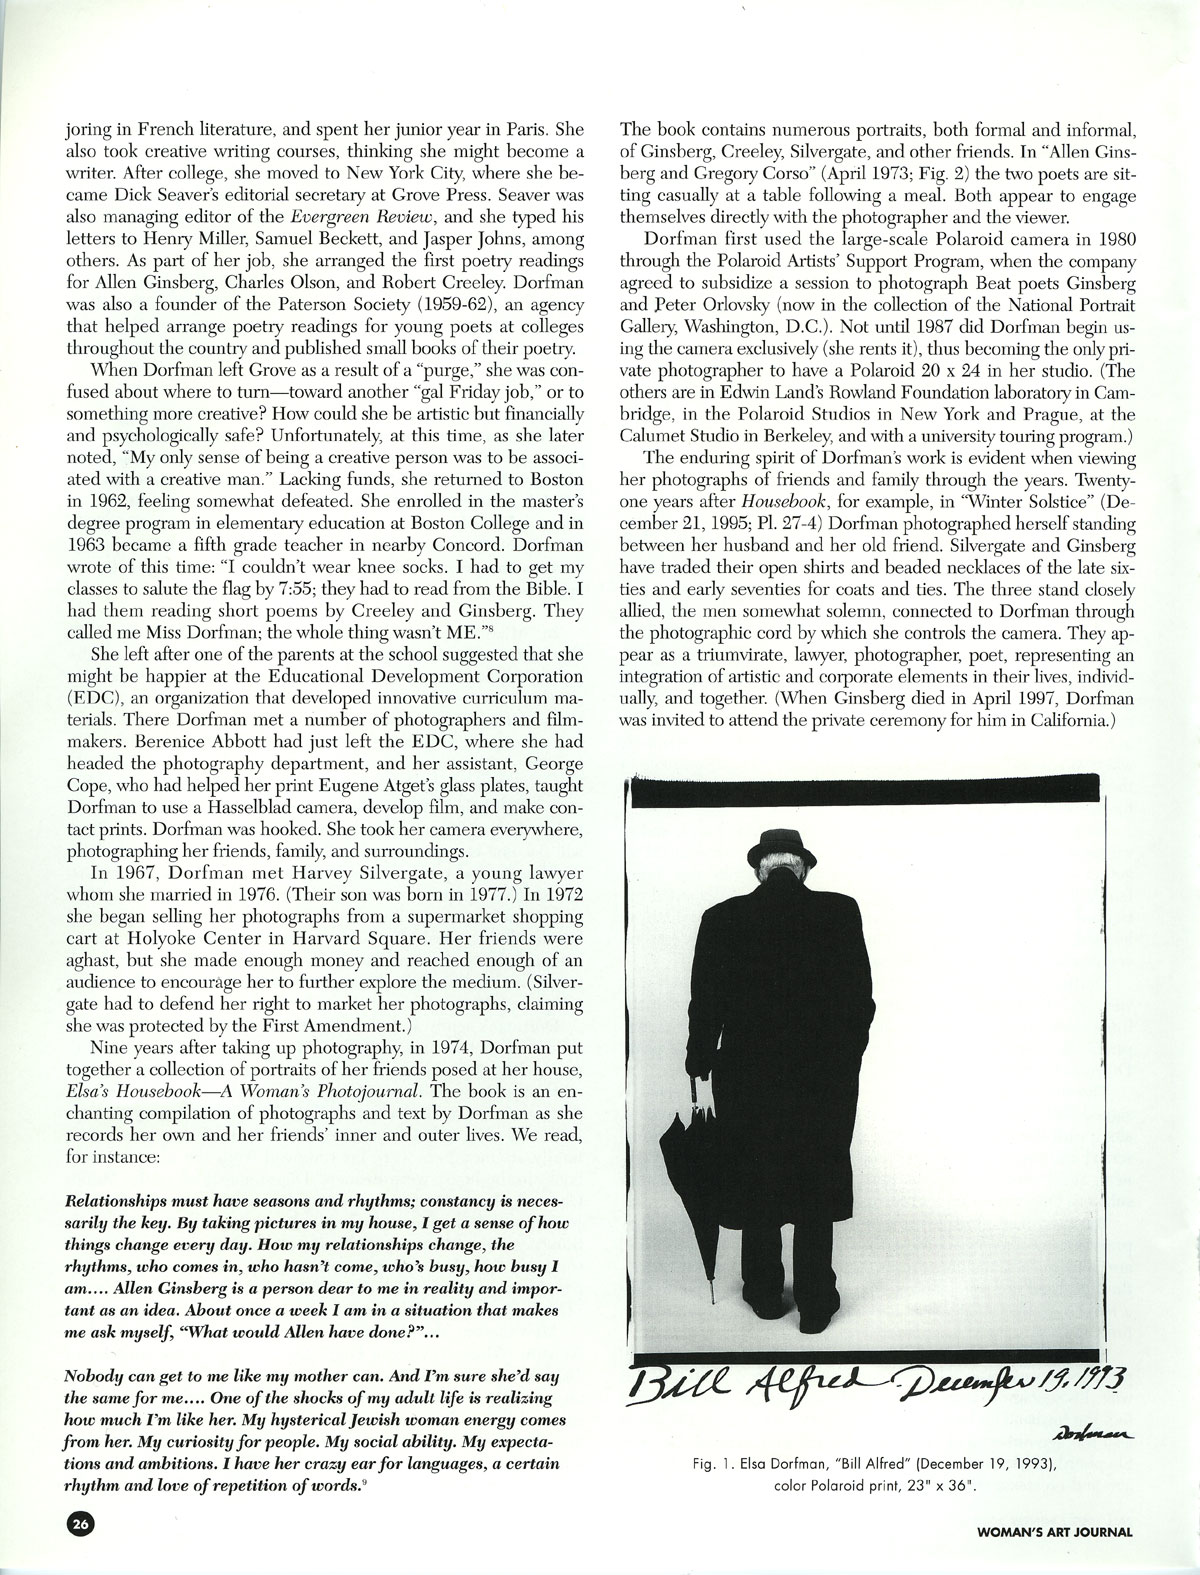 joring in French literature, and spent her junior year in Paris. She
also took creative writing courses, thinking she might become a
writer. After college, she moved to New York City, where she be-
came Dick Seaver's editorial secretary at Grove Press. Seaver was
also managing editor of the Evergreen Review, and she typed his
letters to Henry Miller, Samuel Beckett, and Jasper Johns, among
others. As part of her job, she arranged the first poetry readings
for Allen Ginsberg, Charles Olson, and Robert Creeley. Dorfman
was also a founder of the Paterson Society (1959-62), an agency
that helped arrange poetry readings for young poets at colleges
throughout the country and published small books of their poetry.
When Dorfman left Grove as a result of a “purge,” she was con-
fused about where to turn—toward another “gal Friday job,” or to
something more creative? How could she be artistic but financially
and psychologically safe? Unfortunately, at this time, as she later
noted, “My only sense of being a creative person was to be associ-
ated with a creative man.” Lacking funds, she returned to Boston
in 1962, feeling somewhat defeated. She enrolled in the master's
degree program in elementary education at Boston College and in
1963 became a fifth grade teacher in nearby Concord. Dorfman
wrote of this time: “I couldn't wear knee socks. I had to get my
classes to salute the flag by 7:55; they had to read from the Bible. I
had them reading short poems by Creeley and Ginsberg. They
called me Miss Dorfman; the whole thing wasn't ME.”⁸
She left after one of the parents at the school suggested that she
might be happier at the Educational Development Corporation
(EDC), an organization that developed innovative curriculum ma-
terials. There Dorfman met a number of photographers and film-
makers. Berenice Abbott had just left the EDC, where she had
headed the photography department, and her assistant, George
Cope, who had helped her print Eugene Atget's glass plates, taught
Dorfman to use a Hasselblad camera, develop film, and make con-
tact prints. Dorfman was hooked. She took her camera everywhere,
photographing her friends, family, and surroundings.
In 1967, Dorfman met Harvey Silvergate, a young lawyer
whom she married in 1976. (Their son was born in 1977.) In 1972
she began selling her photographs from a supermarket shopping
cart at Holyoke Center in Harvard Square. Her friends were
aghast, but she made enough money and reached enough of an
audience to encourage her to further explore the medium. (Silver-
gate had to defend her right to market her photographs, claiming
she was protected by the First Amendment.)
Nine years after taking up photography, in 1974, Dorfman put
together a collection of portraits of her friends posed at her house,
Elsa's Housebook—A Woman's Photojournal. The book is an en-
chanting compilation of photographs and text by Dorfman as she
records her own and her friends' inner and outer lives. We read,
for instance:
Relationships must have seasons and rhythms; constancy is neces-
sarily the key. By taking pictures in my house, I get a sense of how
things change every day. How my relationships change, the
rhythms, who comes in, who hasn't come, who's busy, how busy I
am.... Allen Ginsberg is a person dear to me in reality and impor-
tant as an idea. About once a week I am in a situation that makes
me ask myself, “What would Allen have done?”...
Nobody can get to me like my mother can. And I'm sure she'd say
the same for me.... One of the shocks of my adult life is realizing
how much I'm like her. My hysterical Jewish woman energy comes
from her. My curiosity for people. My social ability. My expecta-
tions and ambitions. I have her crazy ear for languages, a certain
rhythm and love of repetition of words.⁹
26
The book contains numerous portraits, both formal and informal,
of Ginsberg, Creeley, Silvergate, and other friends. In “Allen Gins-
berg and Gregory Corso” (April 1973; Fig. 2) the two poets are sit-
ting casually at a table following a meal. Both appear to engage
themselves directly with the photographer and the viewer.
Dorfman first used the large-scale Polaroid camera in 1980
through the Polaroid Artists' Support Program, when the company
agreed to subsidize a session to photograph Beat poets Ginsberg
and Peter Orlovsky (now in the collection of the National Portrait
Gallery, Washington, D.C.). Not until 1987 did Dorfman begin us-
ing the camera exclusively (she rents it), thus becoming the only pri-
vate photographer to have a Polaroid 20 x 24 in her studio. (The
others are in Edwin Land's Rowland Foundation laboratory in Cam-
bridge, in the Polaroid Studios in New York and Prague, at the
Calumet Studio in Berkeley, and with a university touring program.)
The enduring spirit of Dorfman's work is evident when viewing
her photographs of friends and family through the years. Twenty-
one years after Housebook, for example, in “Winter Solstice” (De-
cember 21, 1995; Pl. 27-4) Dorfman photographed herself standing
between her husband and her old friend. Silvergate and Ginsberg
have traded their open shirts and beaded necklaces of the late six-
ties and early seventies for coats and ties. The three stand closely
allied, the men somewhat solemn, connected to Dorfman through
the photographic cord by which she controls the camera. They ap-
pear as a triumvirate, lawyer, photographer, poet, representing an
integration of artistic and corporate elements in their lives, individ-
ually, and together. (When Ginsberg died in April 1997, Dorfman
was invited to attend the private ceremony for him in California.)
Bill Alfred December 19, 1993
Dorfman
Fig. 1. Elsa Dorfman, “Bill Alfred” (December 19, 1993),
color Polaroid print, 23" x 36".
WOMAN'S ART JOURNAL